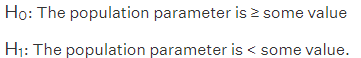 H₀: The population parameter is ≥ some value
H₁: The population parameter is < some value.